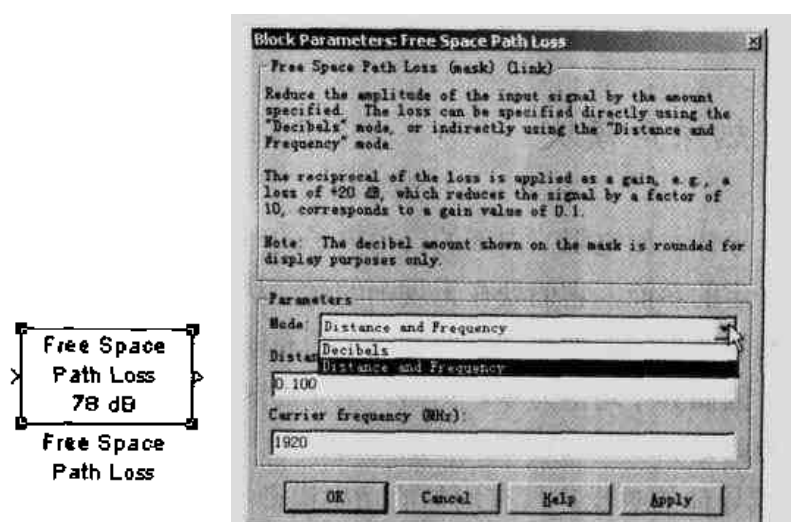 Free Space
Path Loss
78 dB
Free Space
Path Loss
Block Parameters: Free Space Path Loss
Free Space Path Loss (mask) (link)
Reduce the amplitude of the input signal by the amount
specified. The loss can be specified directly using the
"Decibels" mode, or indirectly using the "Distance and
Frequency" mode.
The reciprocal of the loss is applied as a gain, e.g., a
loss of +20 dB, which reduces the signal by a factor of
10, corresponds to a gain value of 0.1.
Note: The decibel amount shown on the mask is rounded for
display purposes only.
Parameters
Mode: Distance and Frequency
Decibels
Distan
Distance and Frequency
0.100
Carrier frequency (MHz):
1920
OK Cancel Help Apply